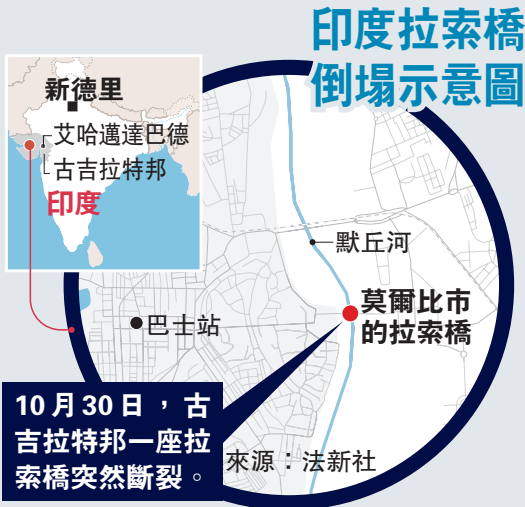 印度拉索橋
倒塌示意圖
新德里
艾哈邁達巴德
古吉拉特邦
印度
默丘河
莫爾比市
的拉索橋
巴士站
10月30日，古
吉拉特邦一座拉
索橋突然斷裂。
來源：法新社